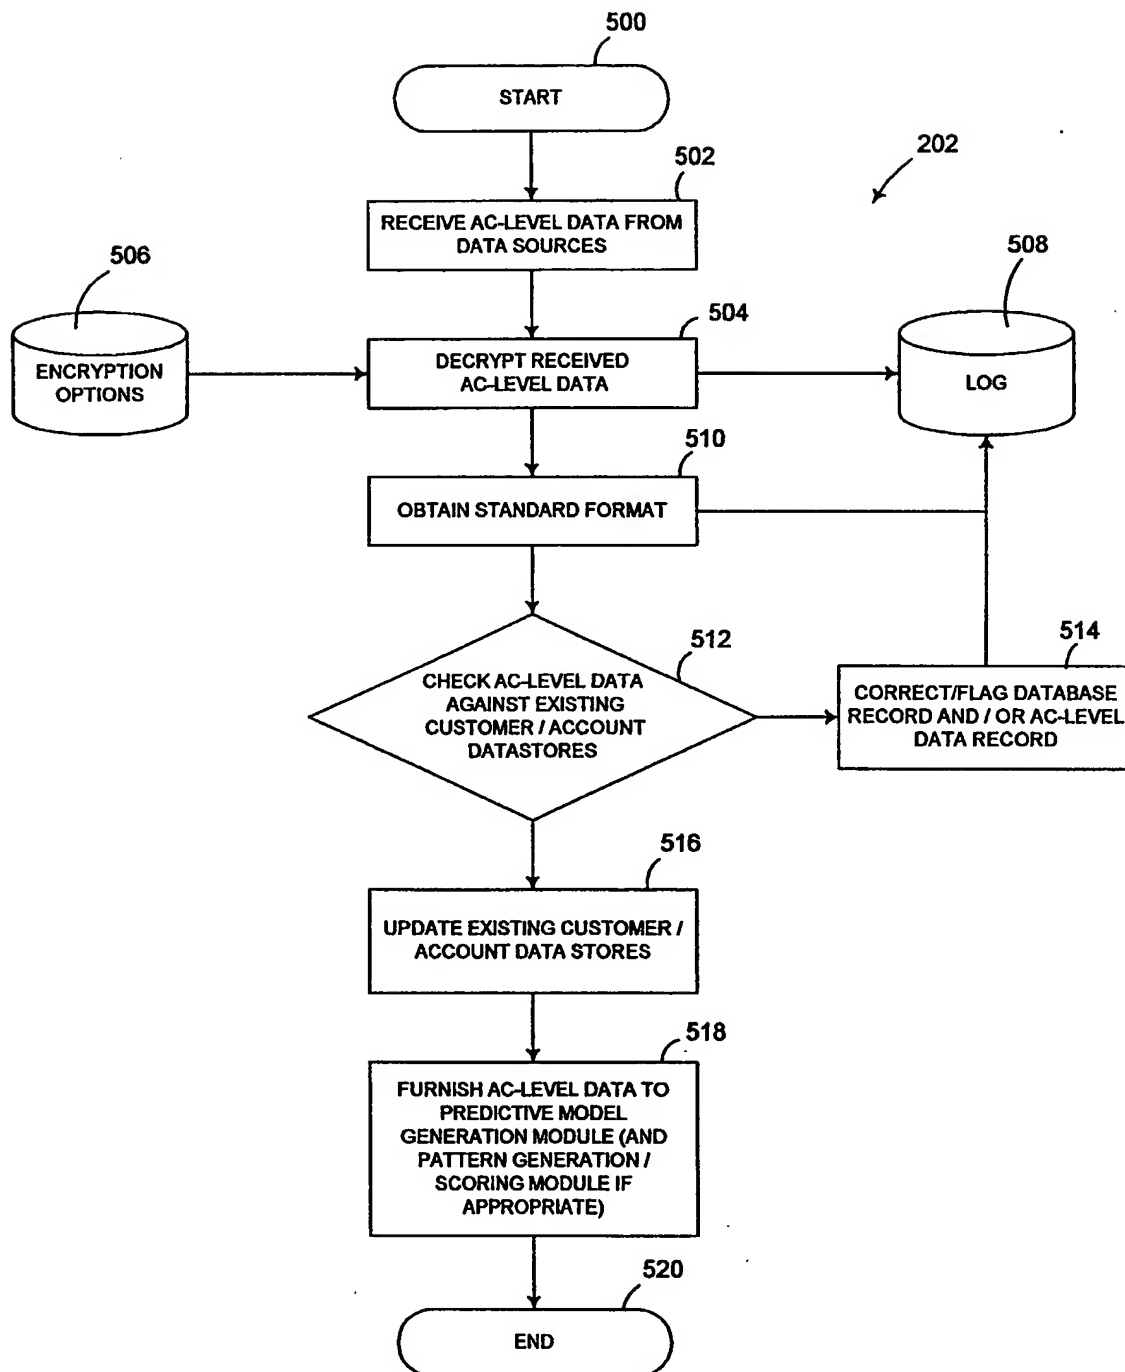 500
START
202
502
RECEIVE AC-LEVEL DATA FROM
DATA SOURCES
506
508
504
ENCRYPTION
OPTIONS
DECRYPT RECEIVED
AC-LEVEL DATA
LOG
510
OBTAIN STANDARD FORMAT
512
514
CHECK AC-LEVEL DATA
AGAINST EXISTING
CUSTOMER / ACCOUNT
DATASTORES
CORRECT/FLAG DATABASE
RECORD AND / OR AC-LEVEL
DATA RECORD
516
UPDATE EXISTING CUSTOMER /
ACCOUNT DATA STORES
518
FURNISH AC-LEVEL DATA TO
PREDICTIVE MODEL
GENERATION MODULE (AND
PATTERN GENERATION /
SCORING MODULE IF
APPROPRIATE)
520
END